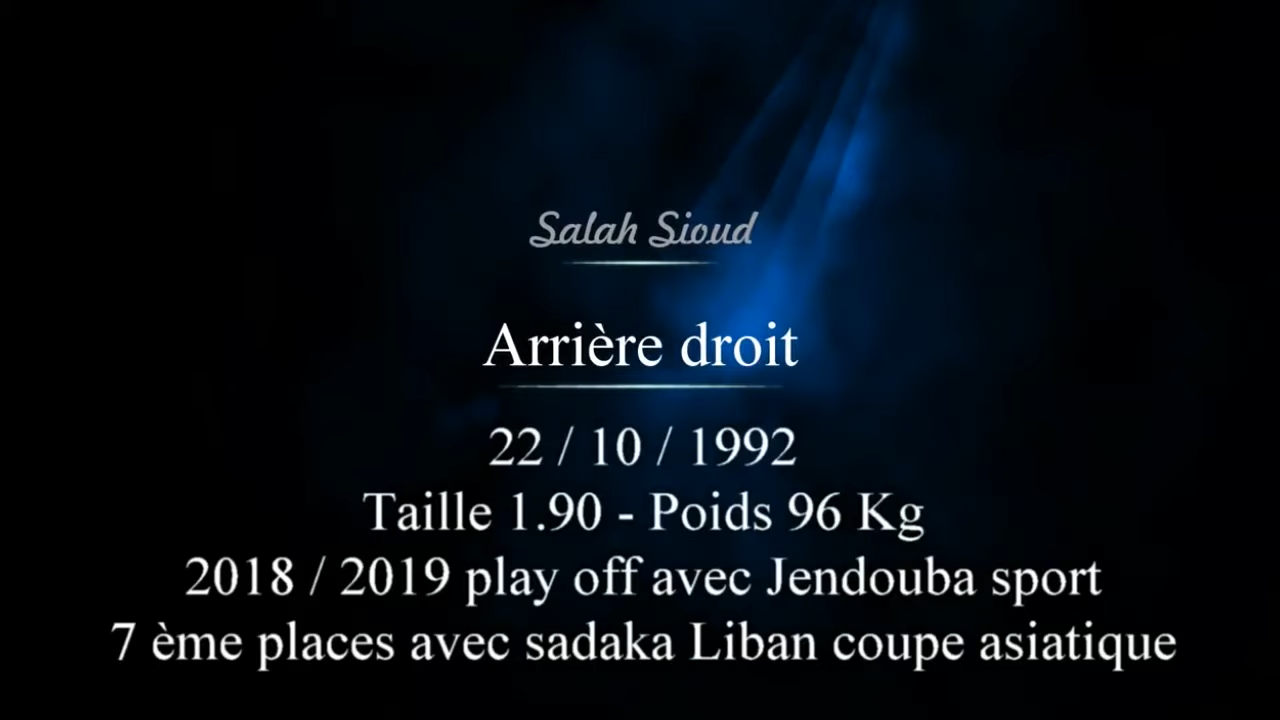 Salah Sioud
Arrière droit
22 / 10 / 1992
Taille 1.90 - Poids 96 Kg
2018 / 2019 play off avec Jendouba sport
7 ème places avec sadaka Liban coupe asiatique